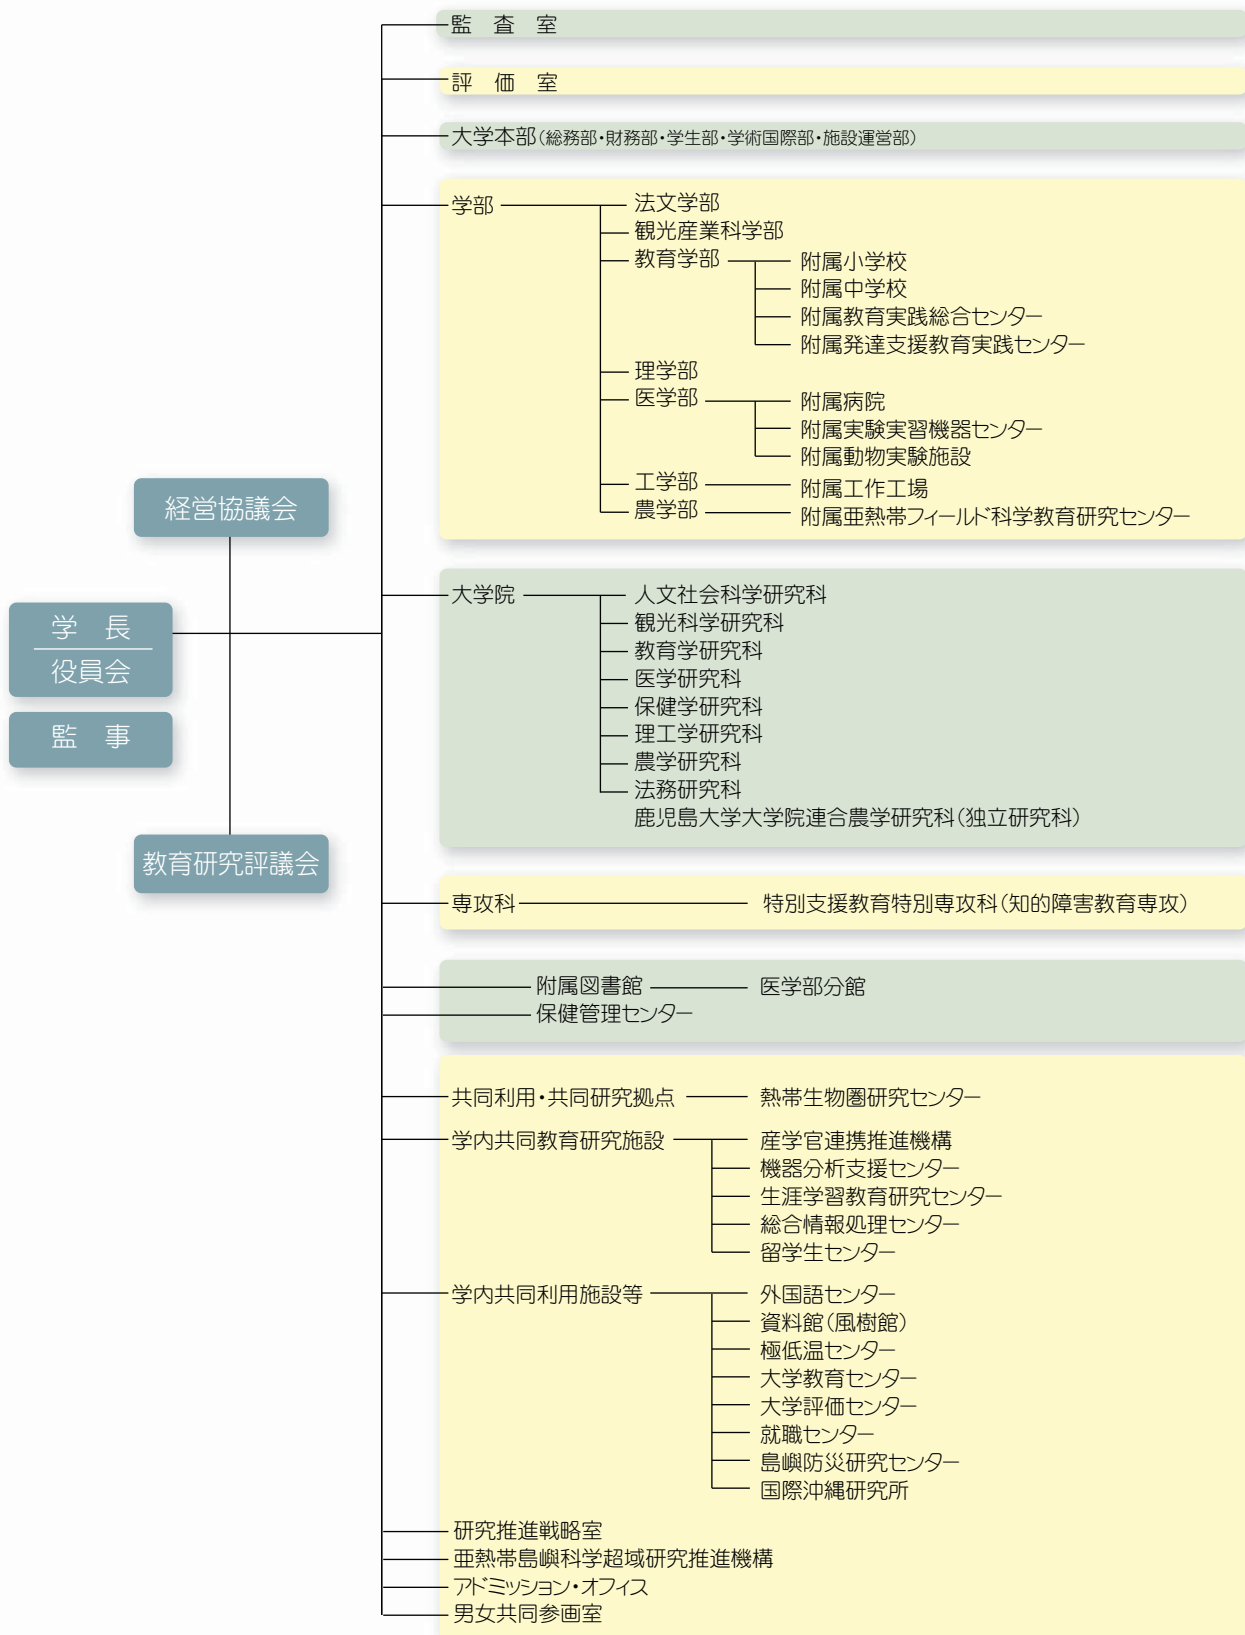 監査室
評価室
大学本部(総務部・財務部・学生部・学術国際部・施設運営部)
学部
法文学部
観光産業科学部
教育学部
附属小学校
附属中学校
附属教育実践総合センター
附属発達支援教育実践センター
理学部
医学部
附属病院
附属実験実習機器センター
附属動物実験施設
工学部
附属工作工場
農学部
附属亜熱帯フィールド科学教育研究センター
経営協議会
学長
役員会
監事
教育研究評議会
大学院
人文社会科学研究科
観光科学研究科
教育学研究科
医学研究科
保健学研究科
理工学研究科
農学研究科
法務研究科
鹿児島大学大学院連合農学研究科(独立研究科)
専攻科
特別支援教育特別専攻科(知的障害教育専攻)
附属図書館
医学部分館
保健管理センター
共同利用・共同研究拠点
熱帯生物圏研究センター
学内共同教育研究施設
産学官連携推進機構
機器分析支援センター
生涯学習教育研究センター
総合情報処理センター
留学生センター
学内共同利用施設等
外国語センター
資料館(風樹館)
極低温センター
大学教育センター
大学評価センター
就職センター
島嶼防災研究センター
国際沖縄研究所
研究推進戦略室
亜熱帯島嶼科学超域研究推進機構
アドミッション・オフィス
男女共同参画室